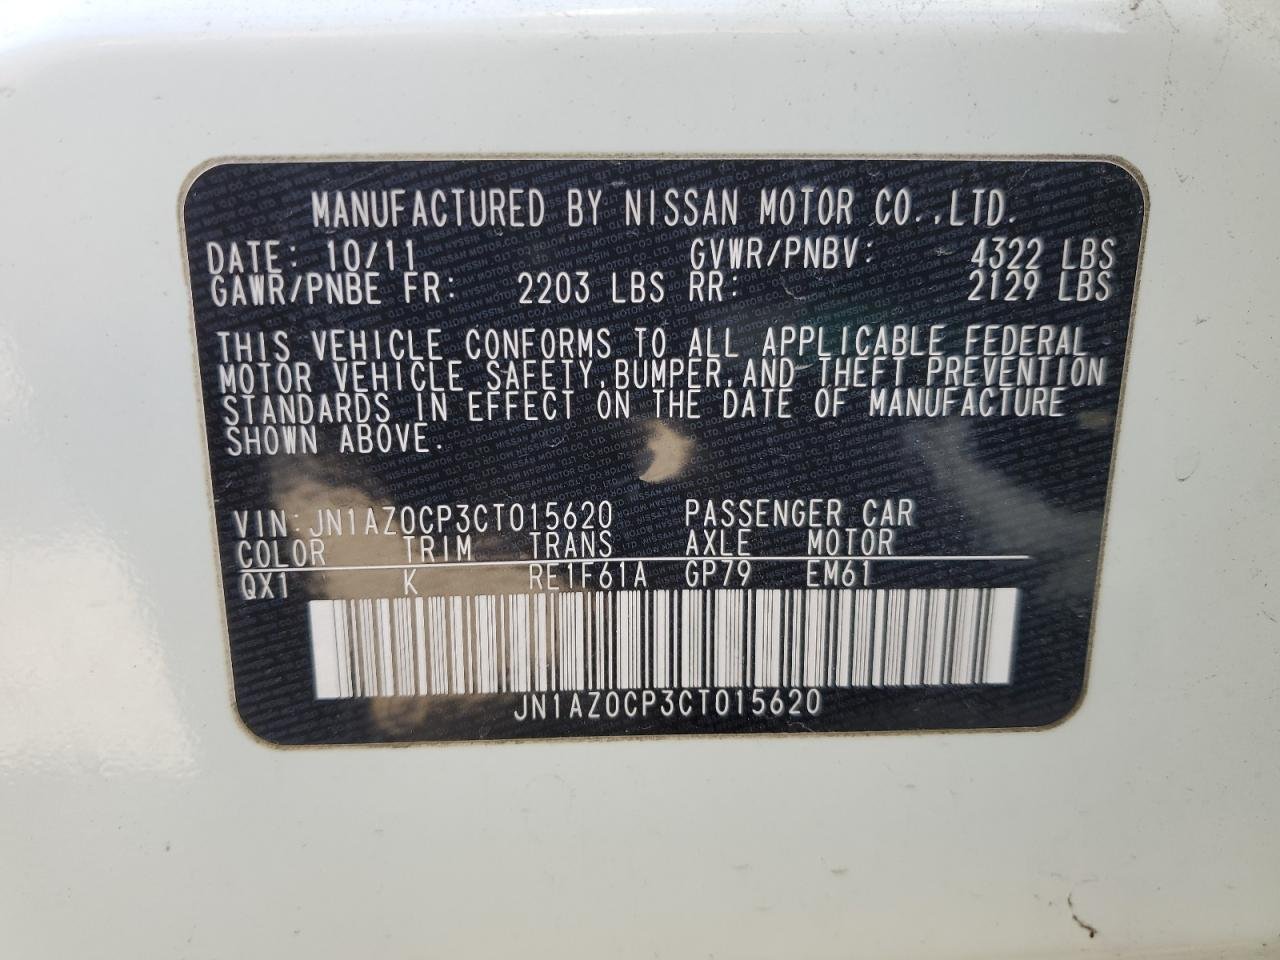 MANUFACTURED BY NISSAN MOTOR CO.,LTD.
DATE: 10/11 GVWR/PNBV: 4322 LBS
GAWR/PNBE FR: 2203 LBS RR: 2129 LBS
THIS VEHICLE CONFORMS TO ALL APPLICABLE FEDERAL
MOTOR VEHICLE SAFETY,BUMPER,AND THEFT PREVENTION
STANDARDS IN EFFECT ON THE DATE OF MANUFACTURE
SHOWN ABOVE.
VIN:JN1AZ0CP3CT015620 PASSENGER CAR
COLOR TRIM TRANS AXLE MOTOR
QX1 K RE1F61A GP79 EM61
JN1AZ0CP3CT015620